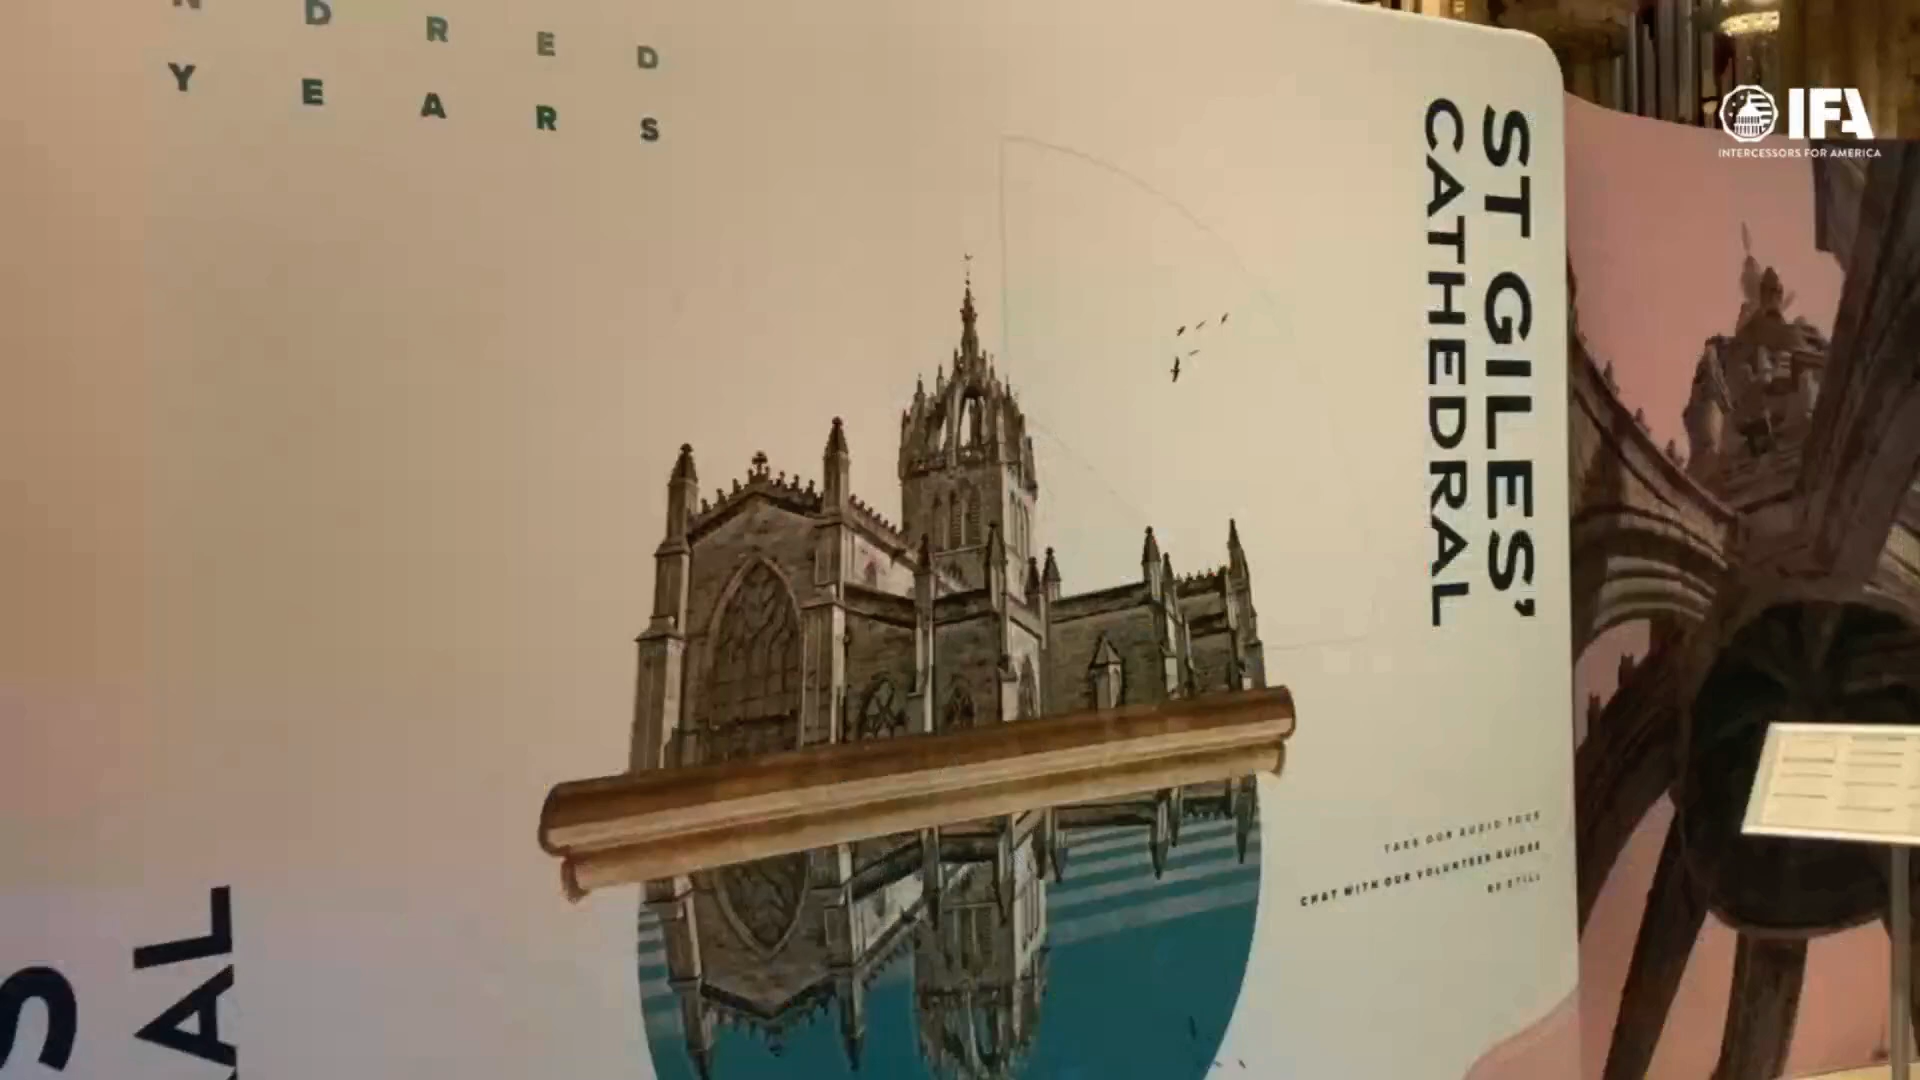 D R E D
Y E A R S
ST GILES'
CATHEDRAL
IFA
INTERCESSORS FOR AMERICA
TAKE OUR AUDIO TOUR
CHAT WITH OUR VOLUNTEER GUIDES
BE STILL
S
AL